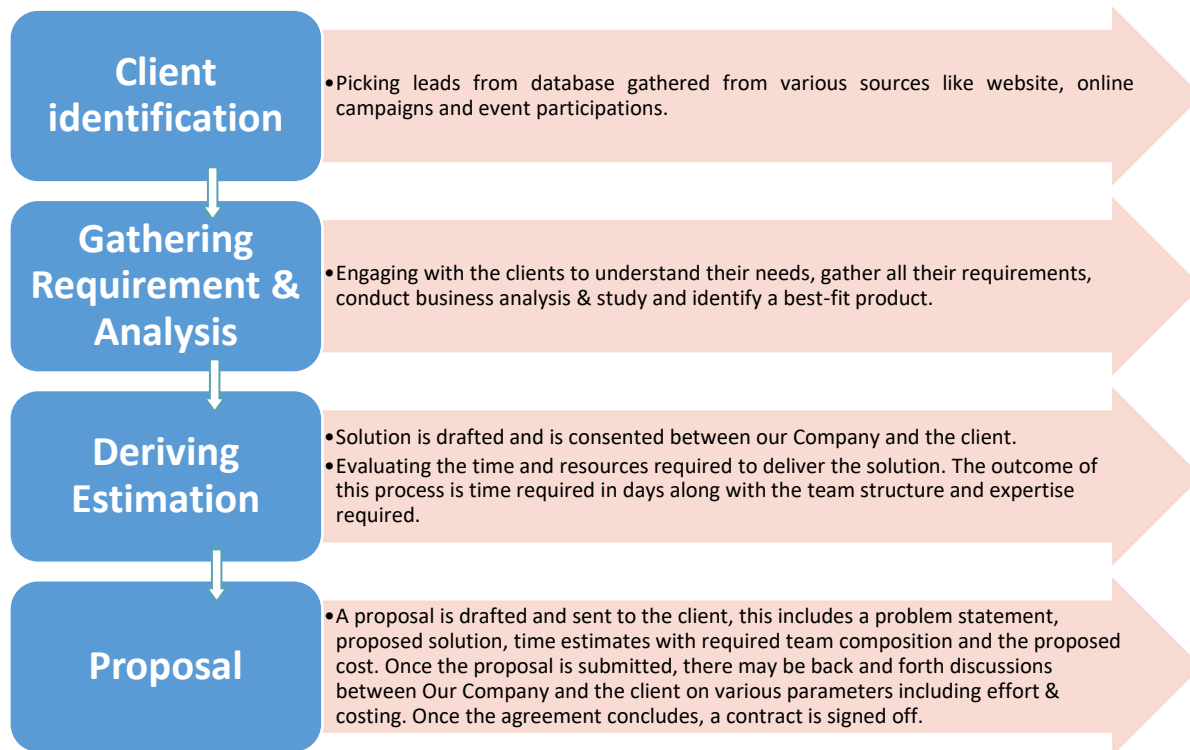 Client
identification
•Picking leads from database gathered from various sources like website, online
campaigns and event participations.
Gathering
Requirement &
Analysis
•Engaging with the clients to understand their needs, gather all their requirements,
conduct business analysis & study and identify a best-fit product.
Deriving
Estimation
•Solution is drafted and is consented between our Company and the client.
•Evaluating the time and resources required to deliver the solution. The outcome of
this process is time required in days along with the team structure and expertise
required.
Proposal
•A proposal is drafted and sent to the client, this includes a problem statement,
proposed solution, time estimates with required team composition and the proposed
cost. Once the proposal is submitted, there may be back and forth discussions
between Our Company and the client on various parameters including effort &
costing. Once the agreement concludes, a contract is signed off.